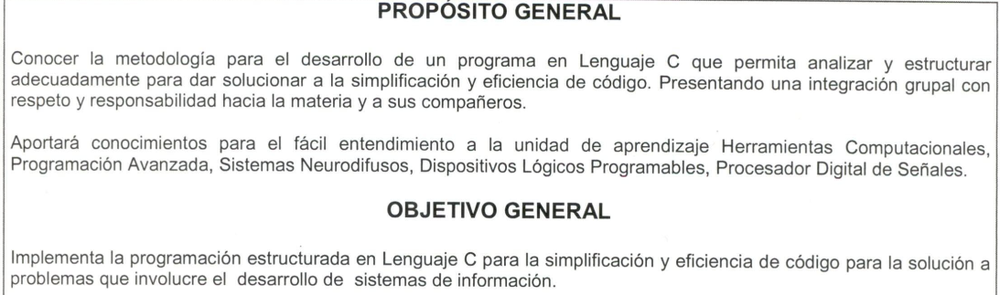 PROPÓSITO GENERAL
Conocer la metodología para el desarrollo de un programa en Lenguaje C que permita analizar y estructurar
adecuadamente para dar solucionar a la simplificación y eficiencia de código. Presentando una integración grupal con
respeto y responsabilidad hacia la materia y a sus compañeros.
Aportará conocimientos para el fácil entendimiento a la unidad de aprendizaje Herramientas Computacionales,
Programación Avanzada, Sistemas Neurodifusos, Dispositivos Lógicos Programables, Procesador Digital de Señales.
OBJETIVO GENERAL
Implementa la programación estructurada en Lenguaje C para la simplificación y eficiencia de código para la solución a
problemas que involucre el desarrollo de sistemas de información.